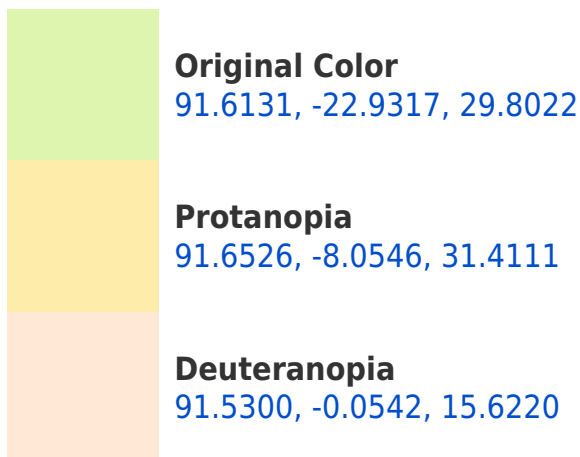 Original Color
91.6131, -22.9317, 29.8022
Protanopia
91.6526, -8.0546, 31.4111
Deuteranopia
91.5300, -0.0542, 15.6220